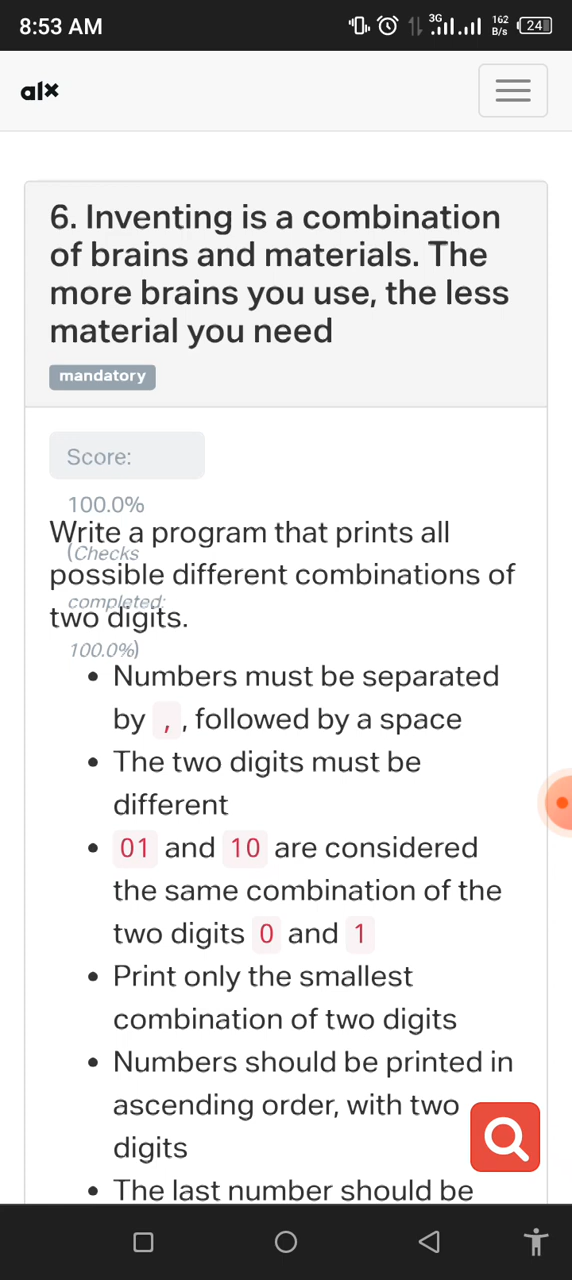 8:53 AM 3G 162 B/s 24
alx
6. Inventing is a combination
of brains and materials. The
more brains you use, the less
material you need
mandatory
Score:
100.0%
Write a program that prints all
(Checks
possible different combinations of
completed:
two digits.
100.0%)
• Numbers must be separated
by , , followed by a space
• The two digits must be
different
• 01 and 10 are considered
the same combination of the
two digits 0 and 1
• Print only the smallest
combination of two digits
• Numbers should be printed in
ascending order, with two
digits
• The last number should be